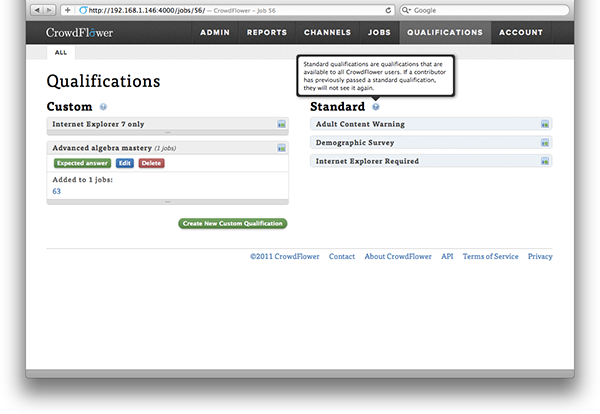 http://192.168.1.146:4000/jobs/56/ — CrowdFlower – Job 56
Google
CrowdFlower
ADMIN
REPORTS
CHANNELS
JOBS
QUALIFICATIONS
ACCOUNT
ALL
Standard qualifications are qualifications that are
available to all CrowdFlower users. If a contributor
has previously passed a standard qualification,
they will not see it again.
Qualifications
Custom ?
Internet Explorer 7 only
Advanced algebra mastery (1 jobs)
Expected answer
Edit
Delete
Added to 1 jobs:
63
Create New Custom Qualification
Standard ?
Adult Content Warning
Demographic Survey
Internet Explorer Required
©2011 CrowdFlower
Contact
About CrowdFlower
API
Terms of Service
Privacy